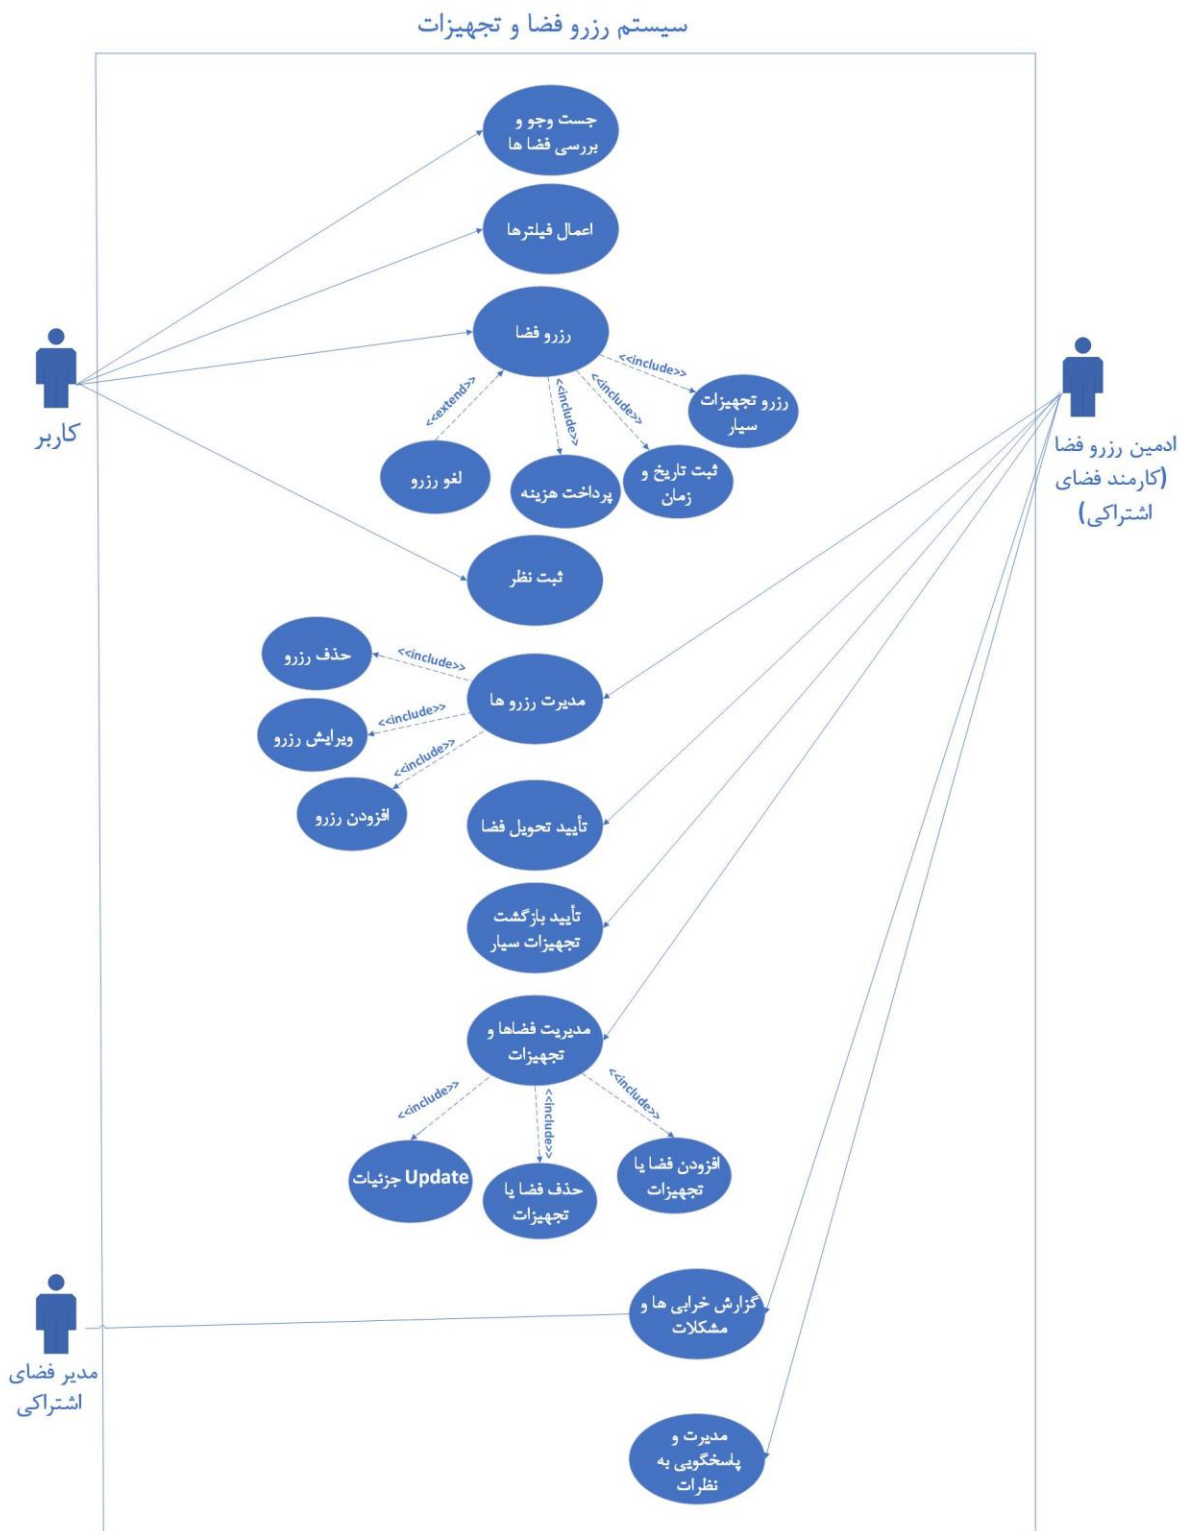 سیستم رزرو فضا و تجهیزات
جست وجو و
بررسی فضا ها
اعمال فیلترها
رزرو فضا
<<include>>
<<extend>>
<<include>>
<<include>>
رزرو تجهیزات
سیار
لغو رزرو
پرداخت هزینه
ثبت تاریخ و
زمان
کاربر
ادمین رزرو فضا
(کارمند فضای
اشتراکی)
ثبت نظر
حذف رزرو
<<include>>
مدیرت رزرو ها
<<include>>
ویرایش رزرو
<<include>>
افزودن رزرو
تأیید تحویل فضا
تأیید بازگشت
تجهیزات سیار
مدیریت فضاها و
تجهیزات
<<include>>
<<include>>
<<include>>
Update جزئیات
حذف فضا یا
تجهیزات
افزودن فضا یا
تجهیزات
گزارش خرابی ها و
مشکلات
مدیر فضای
اشتراکی
مدیرت و
پاسخگویی به
نظرات